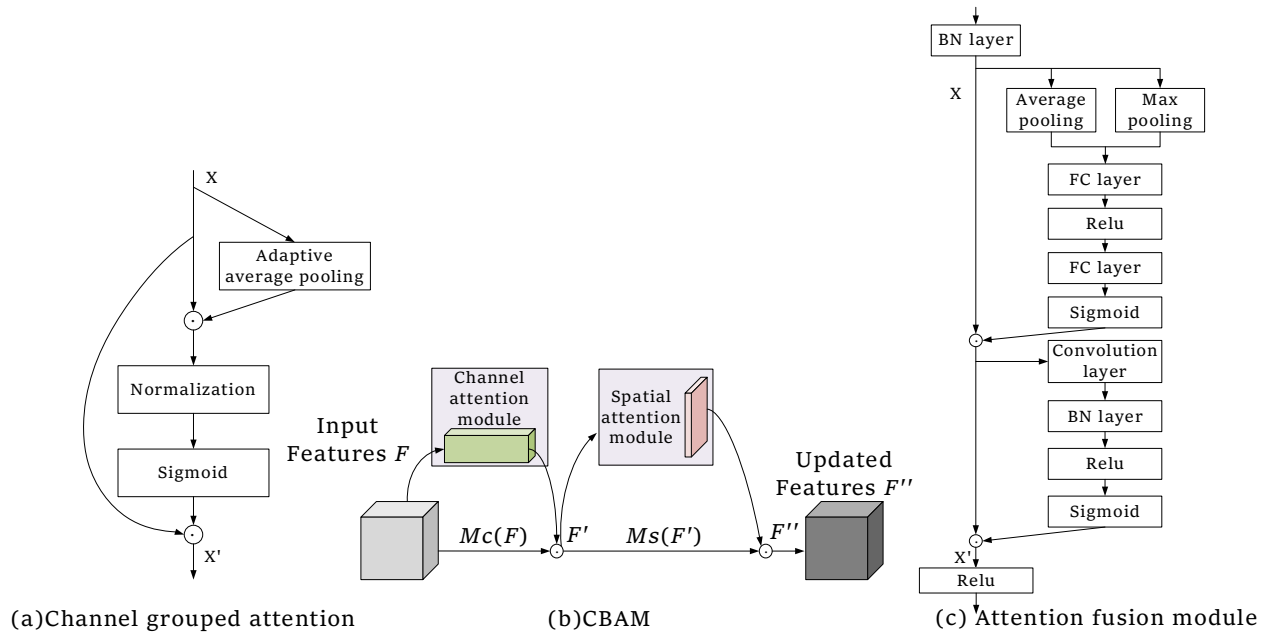 X
Adaptive
average pooling
Normalization
Sigmoid
X'
(a)Channel grouped attention
Input
Features F
Channel
attention
module
Mc(F)
F'
Spatial
attention
module
Ms(F')
F''
Updated
Features F''
(b)CBAM
BN layer
X
Average
pooling
Max
pooling
FC layer
Relu
FC layer
Sigmoid
Convolution
layer
BN layer
Relu
Sigmoid
X'
Relu
(c) Attention fusion module